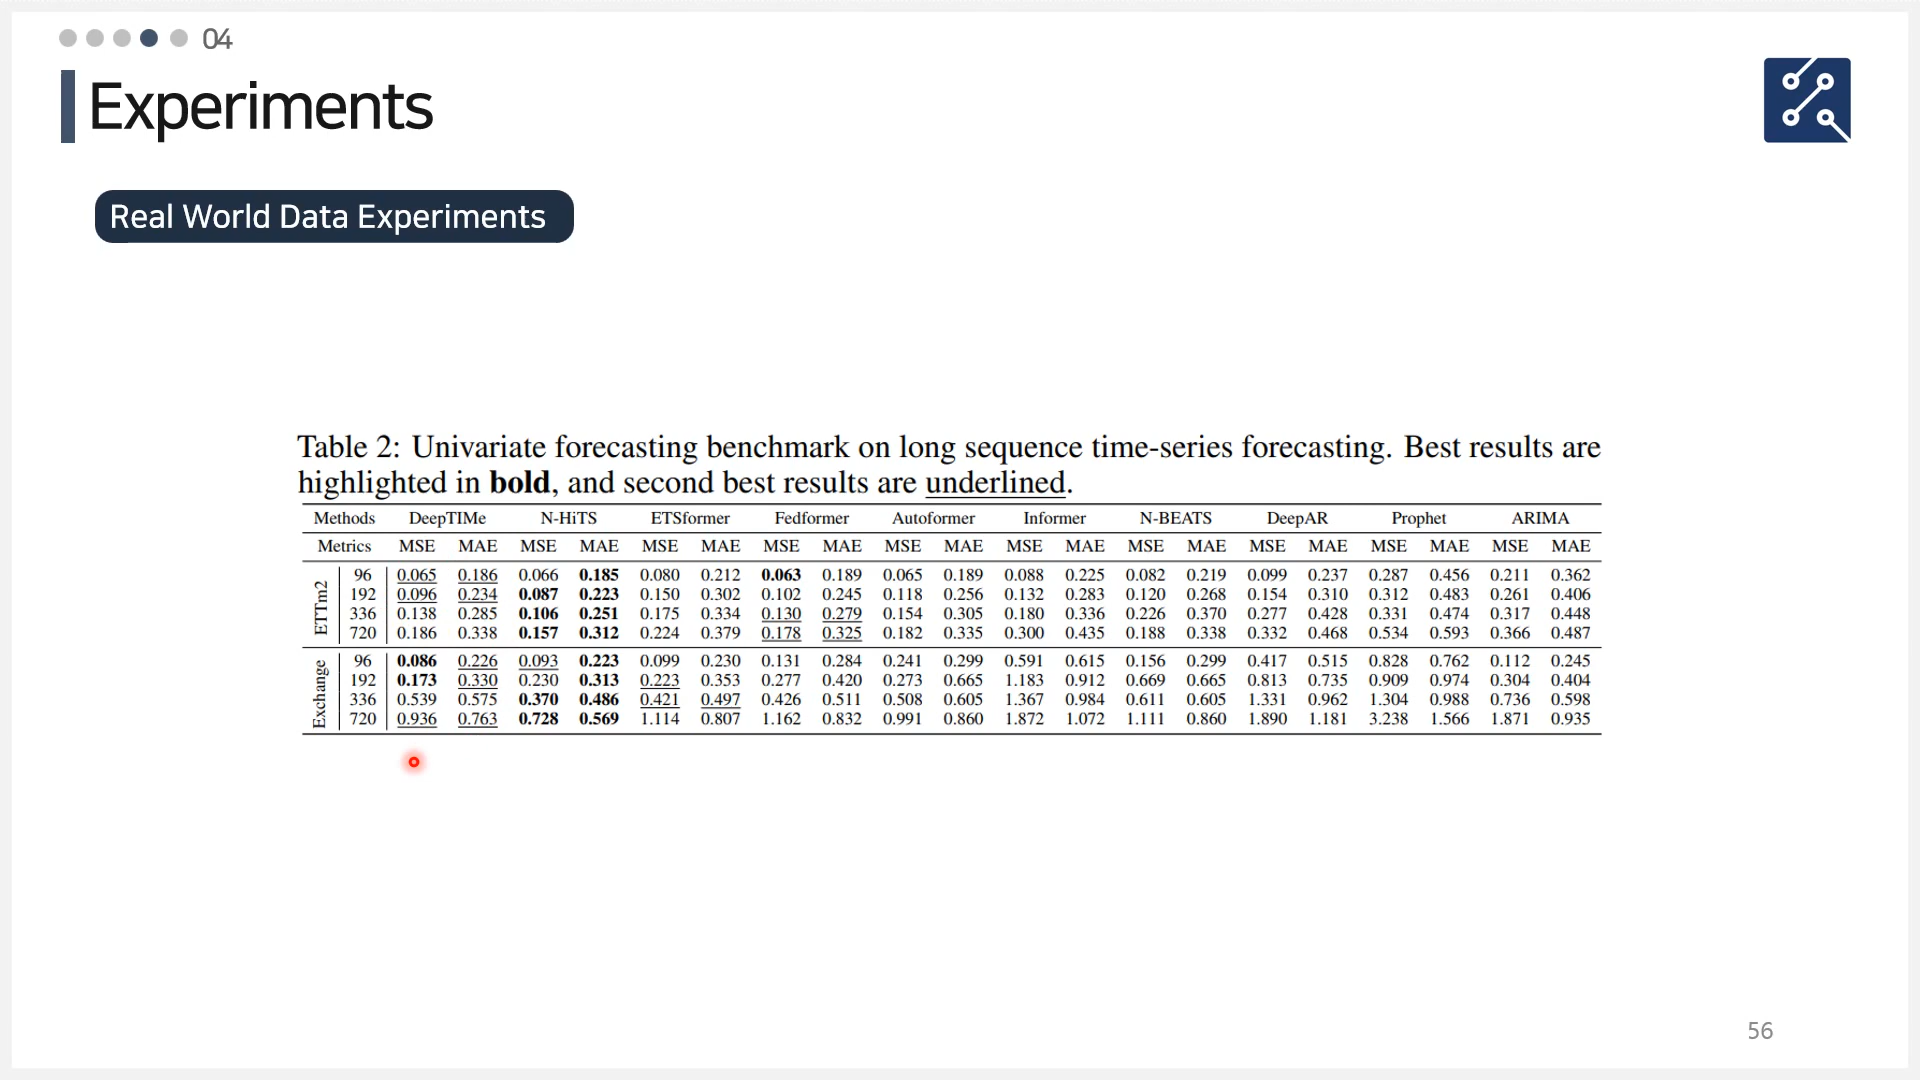 04
Experiments
Real World Data Experiments
Table 2: Univariate forecasting benchmark on long sequence time-series forecasting. Best results are
highlighted in bold, and second best results are underlined.
Methods DeepTIMe N-HiTS ETSformer Fedformer Autoformer Informer N-BEATS DeepAR Prophet ARIMA
Metrics MSE MAE MSE MAE MSE MAE MSE MAE MSE MAE MSE MAE MSE MAE MSE MAE MSE MAE MSE MAE
ETTm2
96 0.065 0.186 0.066 0.185 0.080 0.212 0.063 0.189 0.065 0.189 0.088 0.225 0.082 0.219 0.099 0.237 0.287 0.456 0.211 0.362
192 0.096 0.234 0.087 0.223 0.150 0.302 0.102 0.245 0.118 0.256 0.132 0.283 0.120 0.268 0.154 0.310 0.312 0.483 0.261 0.406
336 0.138 0.285 0.106 0.251 0.175 0.334 0.130 0.279 0.154 0.305 0.180 0.336 0.226 0.370 0.277 0.428 0.331 0.474 0.317 0.448
720 0.186 0.338 0.157 0.312 0.224 0.379 0.178 0.325 0.182 0.335 0.300 0.435 0.188 0.338 0.332 0.468 0.534 0.593 0.366 0.487
Exchange
96 0.086 0.226 0.093 0.223 0.099 0.230 0.131 0.284 0.241 0.299 0.591 0.615 0.156 0.299 0.417 0.515 0.828 0.762 0.112 0.245
192 0.173 0.330 0.230 0.313 0.223 0.353 0.277 0.420 0.273 0.665 1.183 0.912 0.669 0.665 0.813 0.735 0.909 0.974 0.304 0.404
336 0.539 0.575 0.370 0.486 0.421 0.497 0.426 0.511 0.508 0.605 1.367 0.984 0.611 0.605 1.331 0.962 1.304 0.988 0.736 0.598
720 0.936 0.763 0.728 0.569 1.114 0.807 1.162 0.832 0.991 0.860 1.872 1.072 1.111 0.860 1.890 1.181 3.238 1.566 1.871 0.935
56